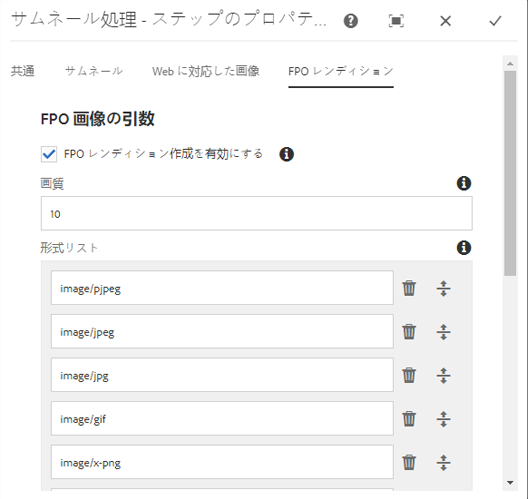 サムネール処理 - ステップのプロパテ...
共通 サムネール Web に対応した画像 FPO レンディション
FPO 画像の引数
FPO レンディション作成を有効にする
画質
10
形式リスト
image/pjpeg
image/jpeg
image/jpg
image/gif
image/x-png